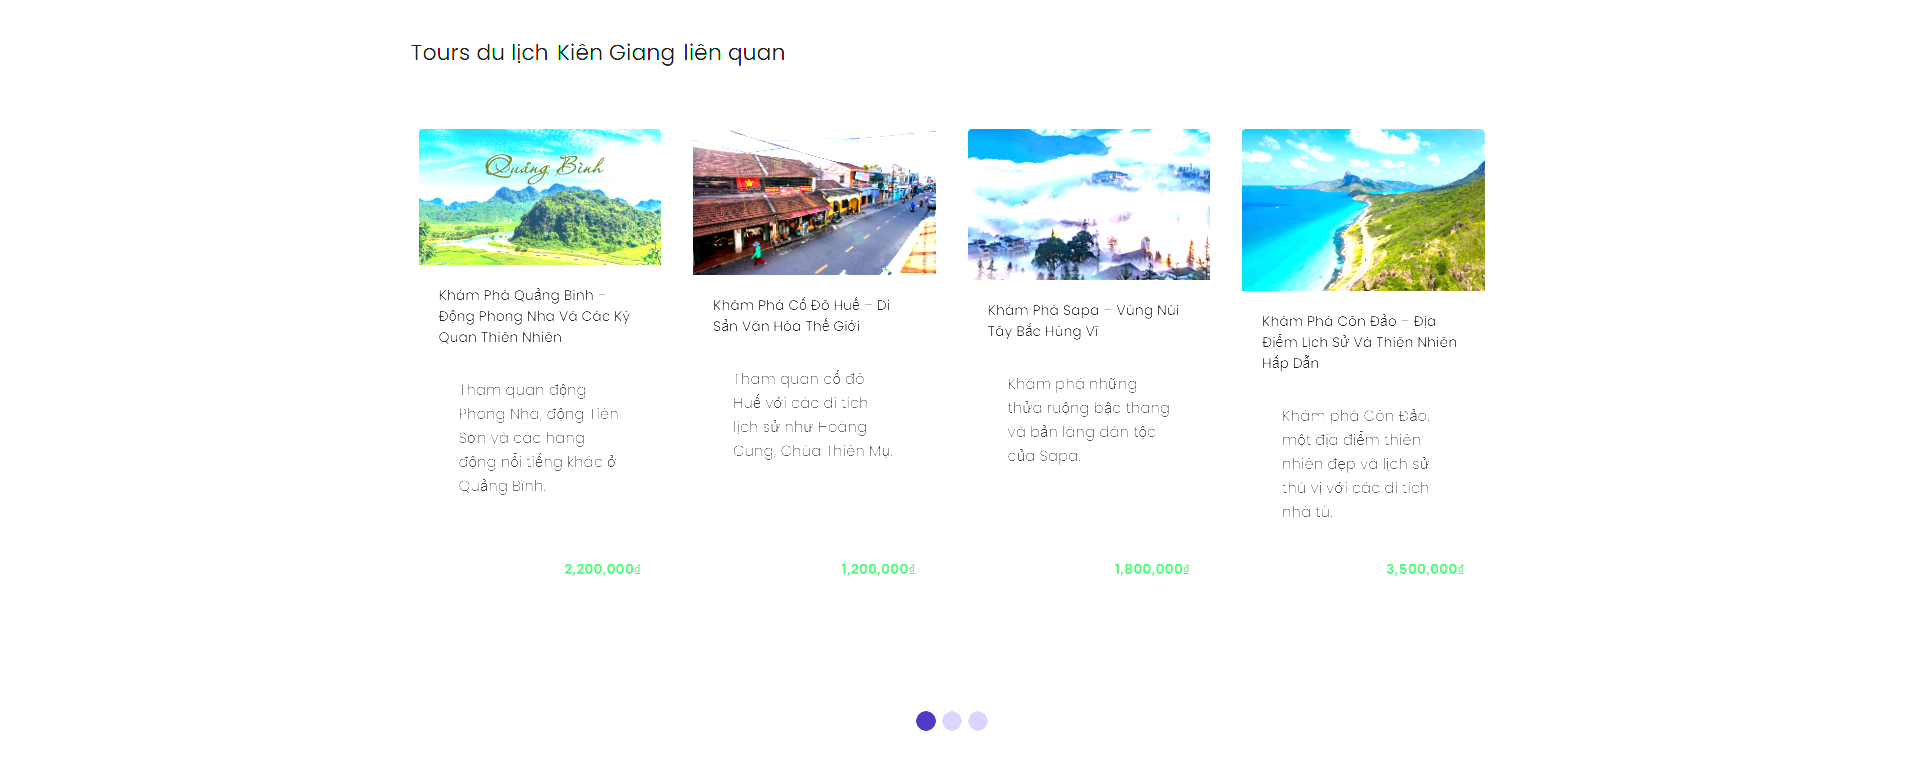 Tours du lịch Kiên Giang liên quan
Quảng Bình
Khám Phá Quảng Bình –
Động Phong Nha Và Các Kỳ
Quan Thiên Nhiên
Tham quan động
Phong Nha, động Tiên
Sơn và các hang
động nổi tiếng khác ở
Quảng Bình.
2,200,000₫
Khám Phá Cố Đô Huế – Di
Sản Văn Hóa Thế Giới
Tham quan cố đô
Huế với các di tích
lịch sử như Hoàng
Cung, Chùa Thiên Mụ.
1,200,000₫
Khám Phá Sapa – Vùng Núi
Tây Bắc Hùng Vĩ
Khám phá những
thửa ruộng bậc thang
và bản làng dân tộc
của Sapa.
1,800,000₫
Khám Phá Côn Đảo – Địa
Điểm Lịch Sử Và Thiên Nhiên
Hấp Dẫn
Khám phá Côn Đảo,
một địa điểm thiên
nhiên đẹp và lịch sử
thú vị với các di tích
nhà tù.
3,500,000₫